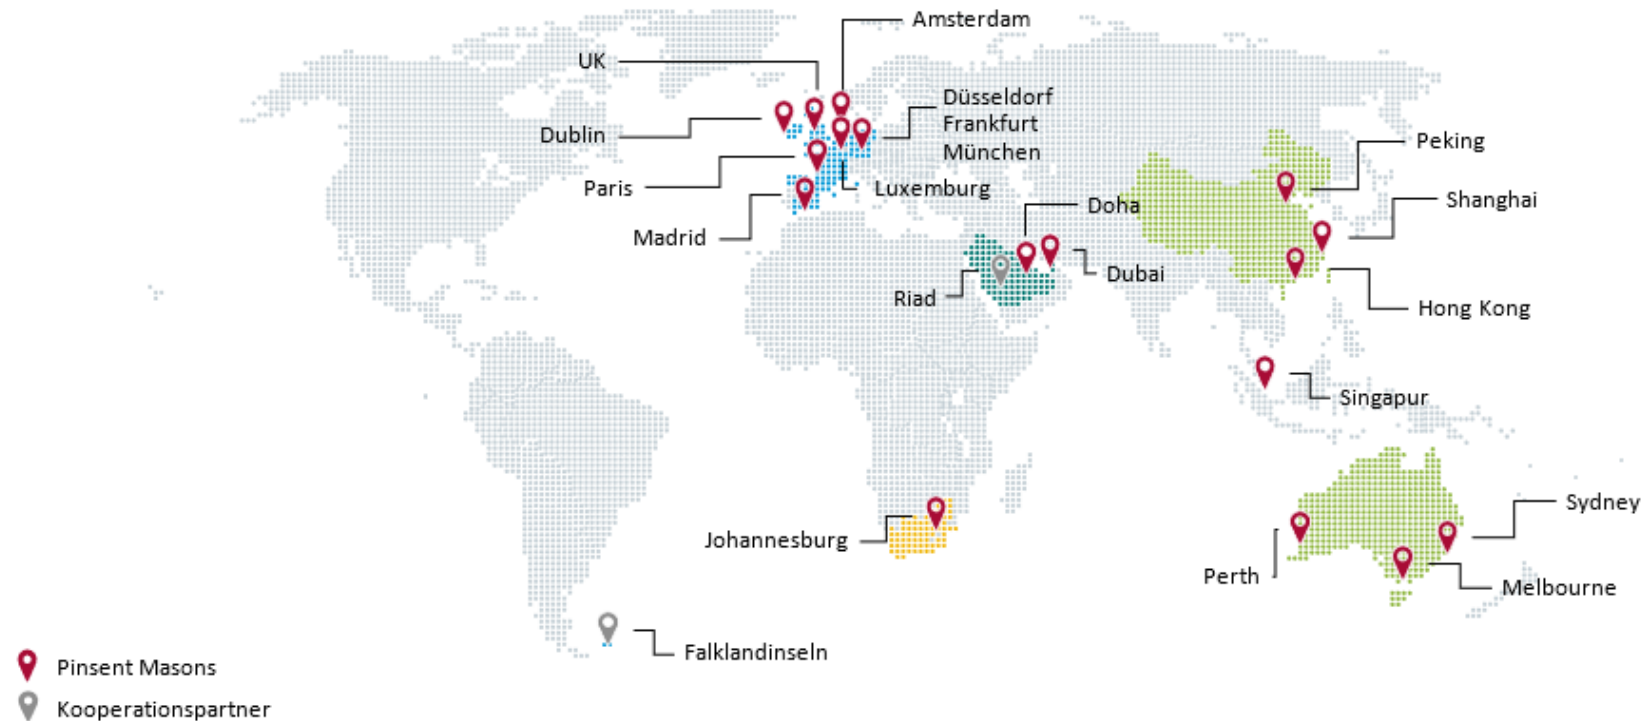 Amsterdam
UK
Düsseldorf
Frankfurt
München
Dublin
Peking
Paris
Luxemburg
Shanghai
Doha
Madrid
Dubai
Riad
Hong Kong
Singapur
Sydney
Johannesburg
Perth
Melbourne
Falklandinseln
Pinsent Masons
Kooperationspartner